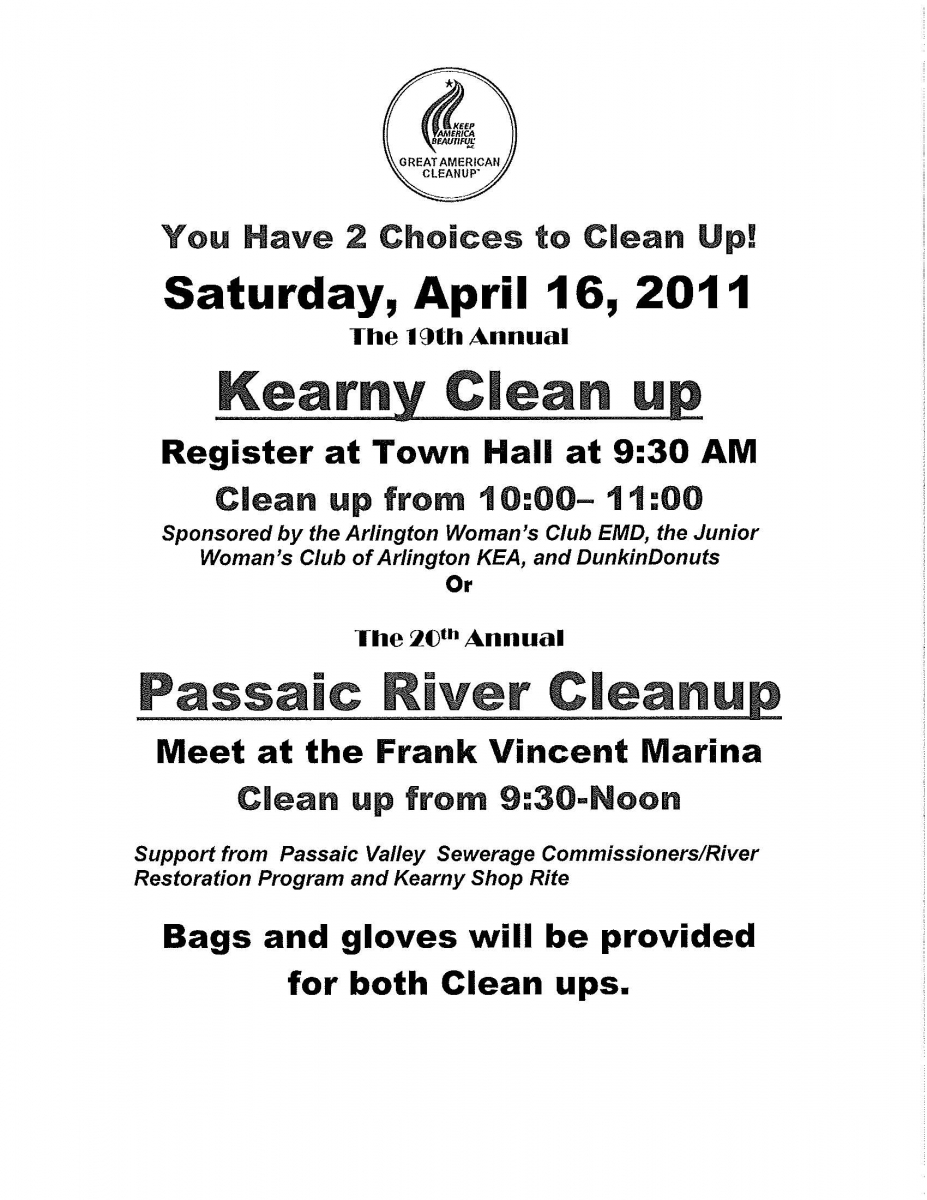 KEEP
AMERICA
BEAUTIFUL
INC.
GREAT AMERICAN
CLEANUP™
You Have 2 Choices to Clean Up!
Saturday, April 16, 2011
The 19th Annual
Kearny Clean up
Register at Town Hall at 9:30 AM
Clean up from 10:00– 11:00
Sponsored by the Arlington Woman's Club EMD, the Junior
Woman's Club of Arlington KEA, and DunkinDonuts
Or
The 20th Annual
Passaic River Cleanup
Meet at the Frank Vincent Marina
Clean up from 9:30-Noon
Support from Passaic Valley Sewerage Commissioners/River
Restoration Program and Kearny Shop Rite
Bags and gloves will be provided
for both Clean ups.